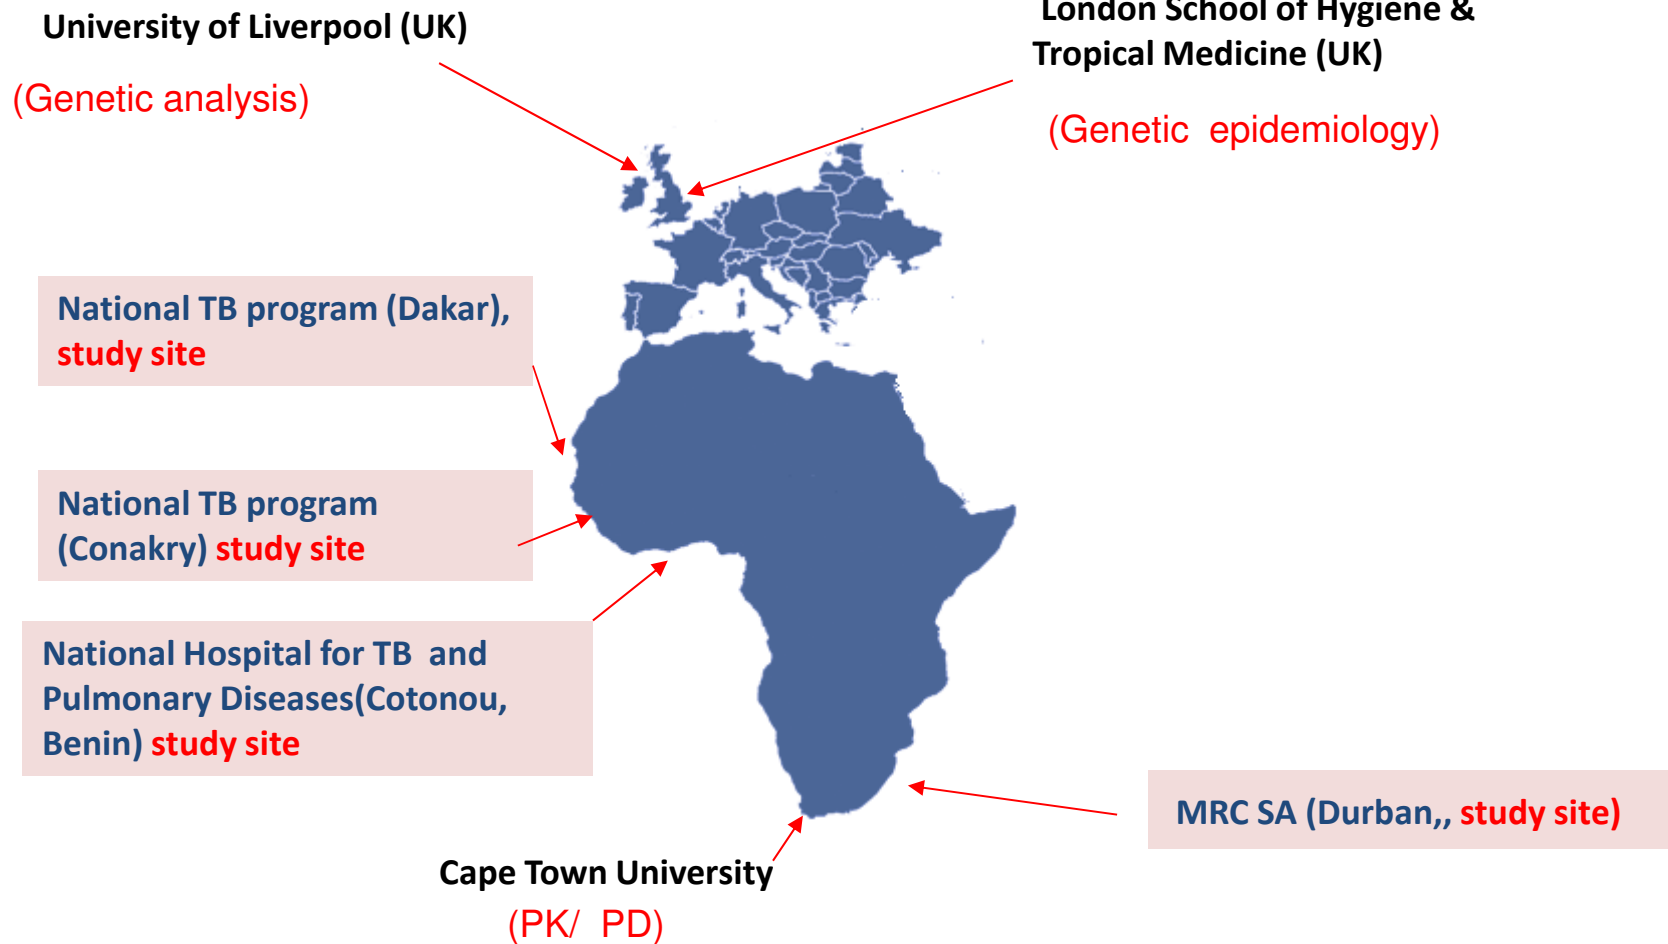 University of Liverpool (UK)
(Genetic analysis)
London School of Hygiene &
Tropical Medicine (UK)
(Genetic epidemiology)
National TB program (Dakar),
study site
National TB program
(Conakry) study site
National Hospital for TB and
Pulmonary Diseases(Cotonou,
Benin) study site
MRC SA (Durban,, study site)
Cape Town University
(PK/ PD)